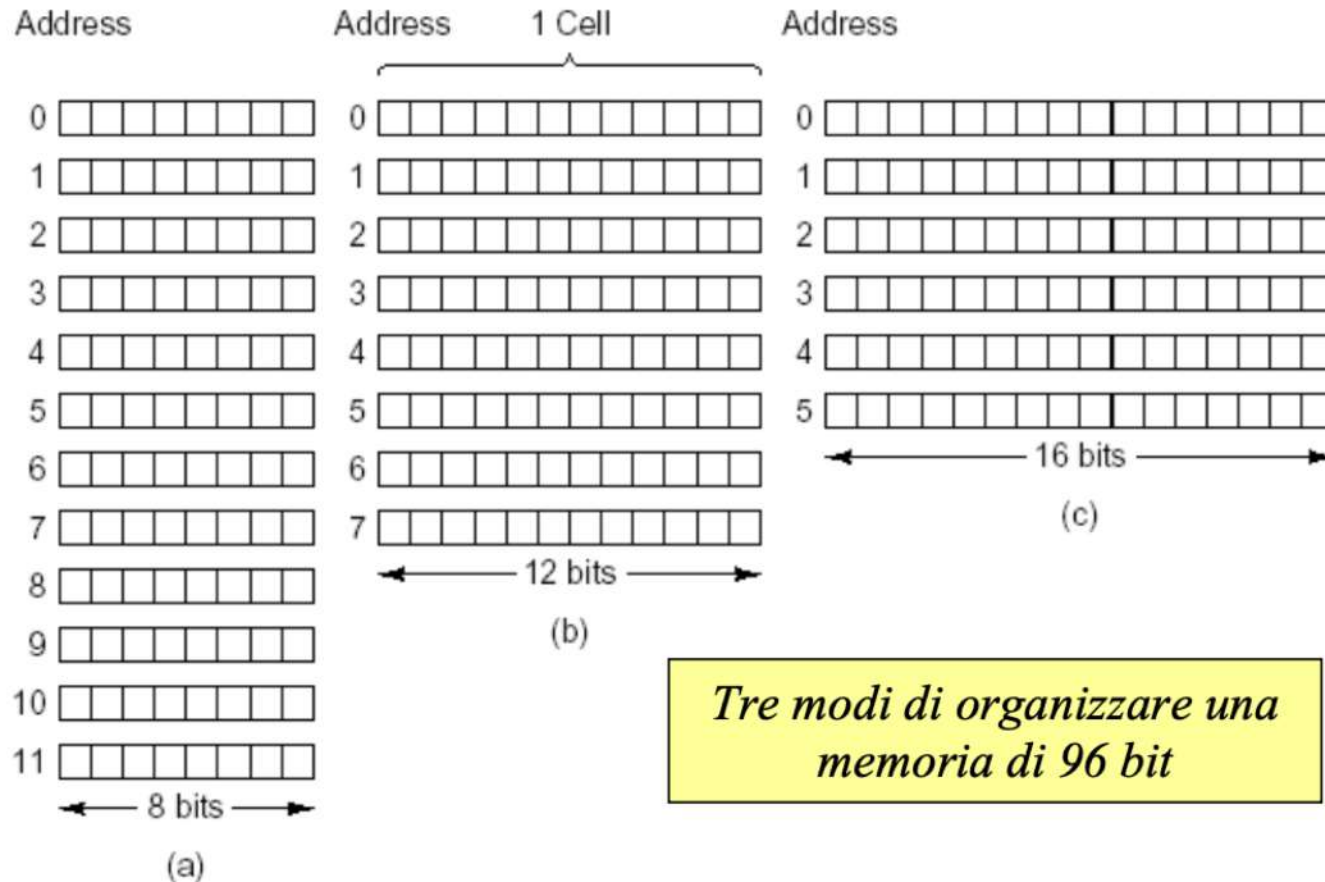 Address
0
1
2
3
4
5
6
7
8
9
10
11
8 bits
(a)
Address 1 Cell
0
1
2
3
4
5
6
7
12 bits
(b)
Address
0
1
2
3
4
5
16 bits
(c)
Tre modi di organizzare una
memoria di 96 bit